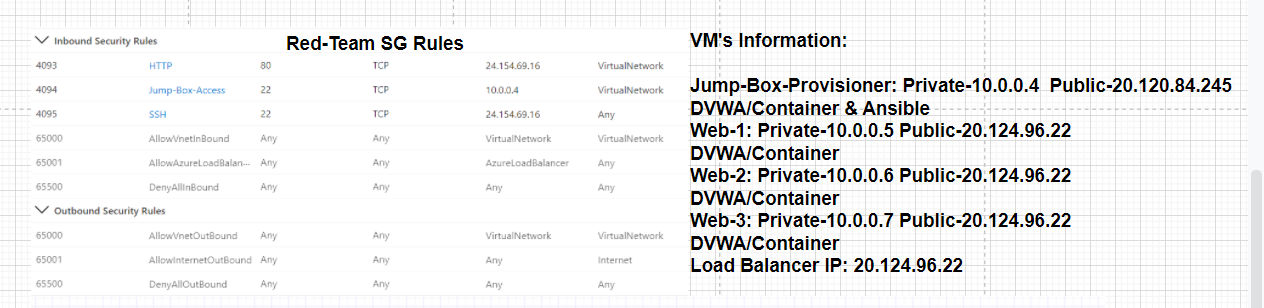 Inbound Security Rules
Red-Team SG Rules
4093 HTTP 80 TCP 24.154.69.16 VirtualNetwork
4094 Jump-Box-Access 22 TCP 10.0.0.4 VirtualNetwork
4095 SSH 22 TCP 24.154.69.16 Any
65000 AllowVnetInBound Any Any VirtualNetwork VirtualNetwork
65001 AllowAzureLoadBalan... Any Any AzureLoadBalancer Any
65500 DenyAllInBound Any Any Any Any
Outbound Security Rules
65000 AllowVnetOutBound Any Any VirtualNetwork VirtualNetwork
65001 AllowInternetOutBound Any Any Any Internet
65500 DenyAllOutBound Any Any Any Any
VM's Information:
Jump-Box-Provisioner: Private-10.0.0.4 Public-20.120.84.245
DVWA/Container & Ansible
Web-1: Private-10.0.0.5 Public-20.124.96.22
DVWA/Container
Web-2: Private-10.0.0.6 Public-20.124.96.22
DVWA/Container
Web-3: Private-10.0.0.7 Public-20.124.96.22
DVWA/Container
Load Balancer IP: 20.124.96.22